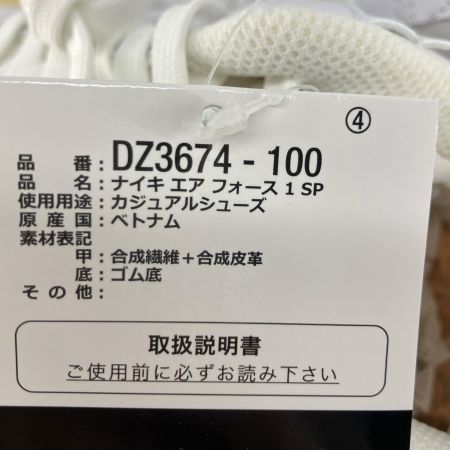 ④
品番：DZ3674 - 100
品名：ナイキ エア フォース 1 SP
使用用途：カジュアルシューズ
原産国：ベトナム
素材表記
甲：合成繊維＋合成皮革
底：ゴム底
その他：
取扱説明書
ご使用前に必ずお読み下さい